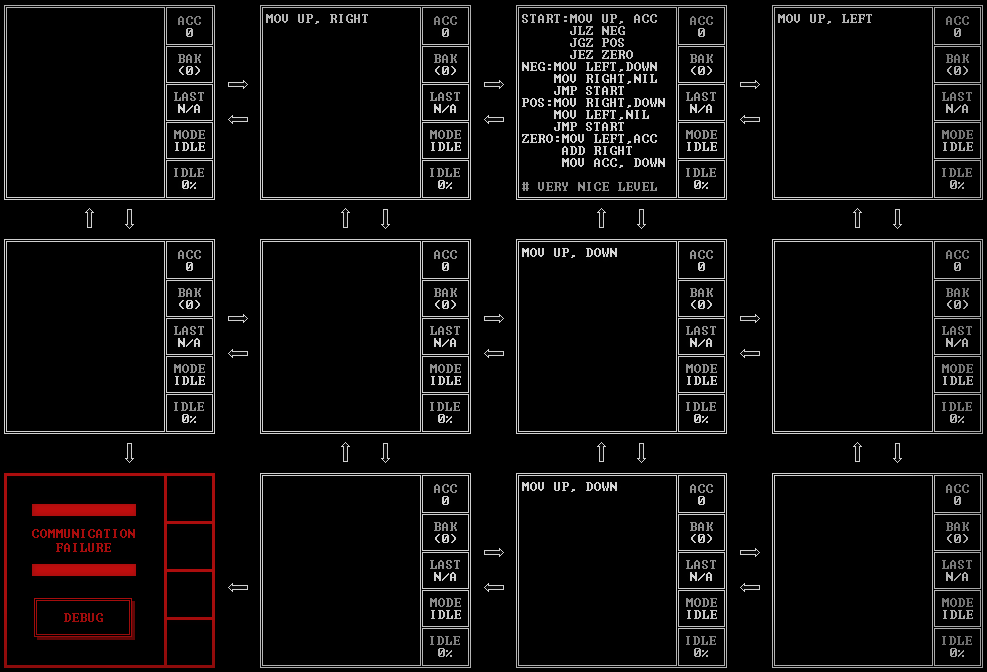 ACC
0
BAK
(0)
LAST
N/A
MODE
IDLE
IDLE
0%
MOV UP, RIGHT
ACC
0
BAK
(0)
LAST
N/A
MODE
IDLE
IDLE
0%
START:MOV UP, ACC
JLZ NEG
JGZ POS
JEZ ZERO
NEG:MOV LEFT,DOWN
MOV RIGHT,NIL
JMP START
POS:MOV RIGHT,DOWN
MOV LEFT,NIL
JMP START
ZERO:MOV LEFT,ACC
ADD RIGHT
MOV ACC, DOWN
# VERY NICE LEVEL
ACC
0
BAK
(0)
LAST
N/A
MODE
IDLE
IDLE
0%
MOV UP, LEFT
ACC
0
BAK
(0)
LAST
N/A
MODE
IDLE
IDLE
0%
ACC
0
BAK
(0)
LAST
N/A
MODE
IDLE
IDLE
0%
ACC
0
BAK
(0)
LAST
N/A
MODE
IDLE
IDLE
0%
MOV UP, DOWN
ACC
0
BAK
(0)
LAST
N/A
MODE
IDLE
IDLE
0%
ACC
0
BAK
(0)
LAST
N/A
MODE
IDLE
IDLE
0%
COMMUNICATION
FAILURE
DEBUG
ACC
0
BAK
(0)
LAST
N/A
MODE
IDLE
IDLE
0%
MOV UP, DOWN
ACC
0
BAK
(0)
LAST
N/A
MODE
IDLE
IDLE
0%
ACC
0
BAK
(0)
LAST
N/A
MODE
IDLE
IDLE
0%